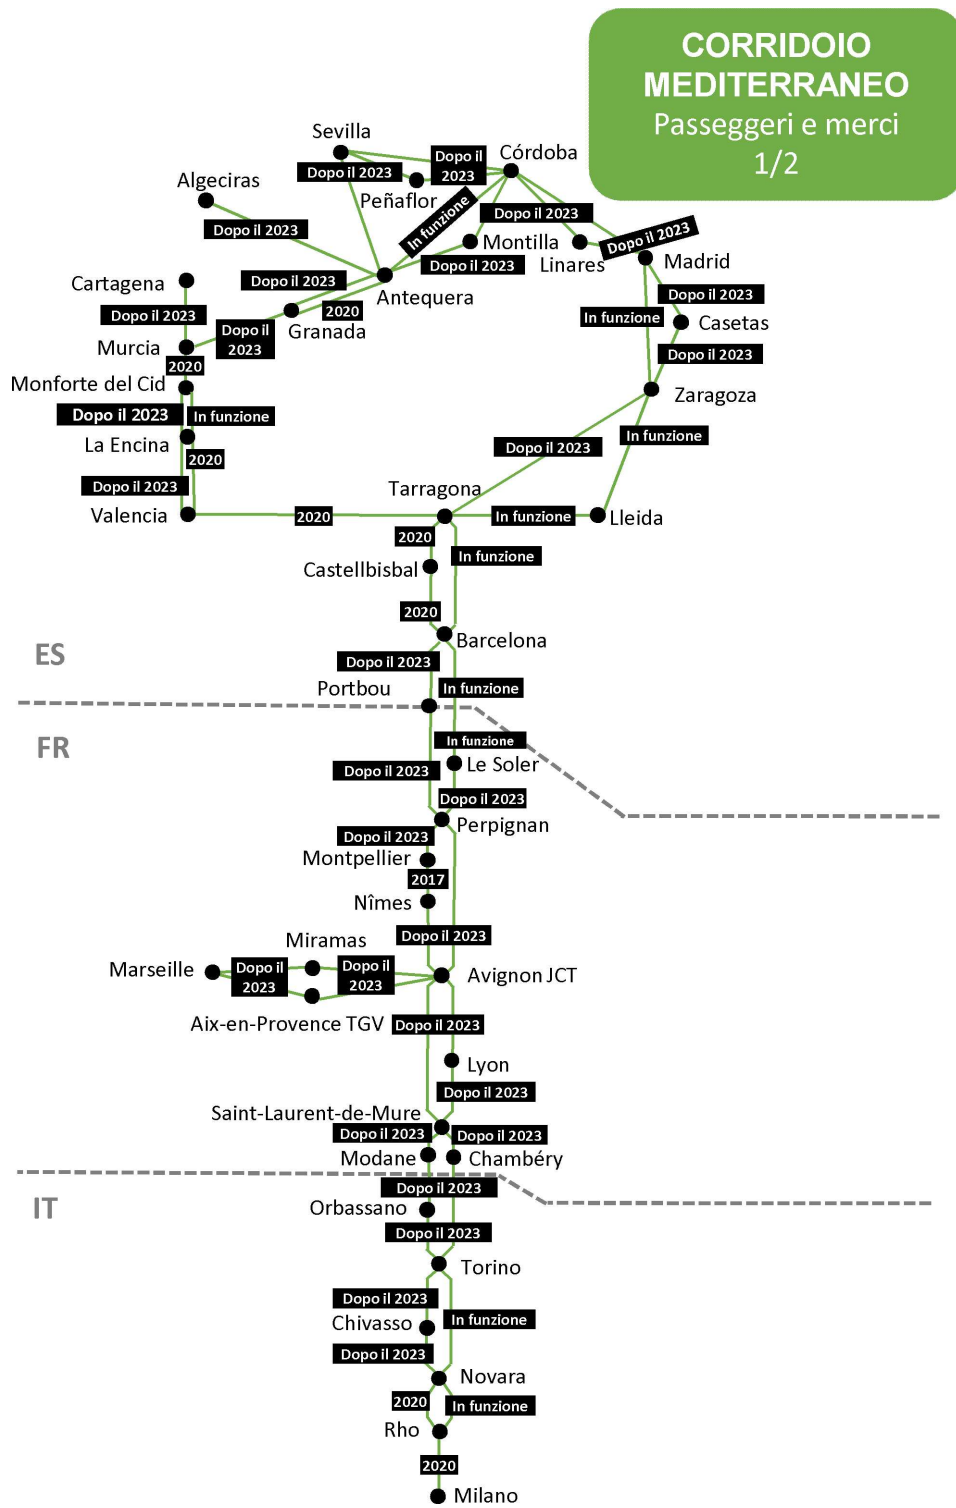 CORRIDOIO
MEDITERRANEO
Passeggeri e merci
1/2
Sevilla
Córdoba
Dopo il
2023
Dopo il 2023
Algeciras
Peñaflor
In funzione
Dopo il 2023
Dopo il 2023
Montilla
Linares
Dopo il 2023
Madrid
Dopo il 2023
Cartagena
Dopo il 2023
Antequera
Dopo il 2023
2020
Granada
Dopo il 2023
In funzione
Casetas
Dopo il
2023
Murcia
Dopo il 2023
2020
Monforte del Cid
Zaragoza
Dopo il 2023
In funzione
In funzione
La Encina
Dopo il 2023
2020
Dopo il 2023
Tarragona
Valencia
2020
In funzione
Lleida
2020
In funzione
Castellbisbal
2020
Barcelona
ES
Dopo il 2023
Portbou
In funzione
FR
In funzione
Le Soler
Dopo il 2023
Dopo il 2023
Perpignan
Dopo il 2023
Montpellier
2017
Nîmes
Dopo il 2023
Miramas
Marseille
Dopo il
2023
Dopo il
2023
Avignon JCT
Aix-en-Provence TGV
Dopo il 2023
Lyon
Dopo il 2023
Saint-Laurent-de-Mure
Dopo il 2023
Dopo il 2023
Modane
Chambéry
Dopo il 2023
IT
Orbassano
Dopo il 2023
Torino
Dopo il 2023
Chivasso
In funzione
Dopo il 2023
Novara
2020
In funzione
Rho
2020
Milano